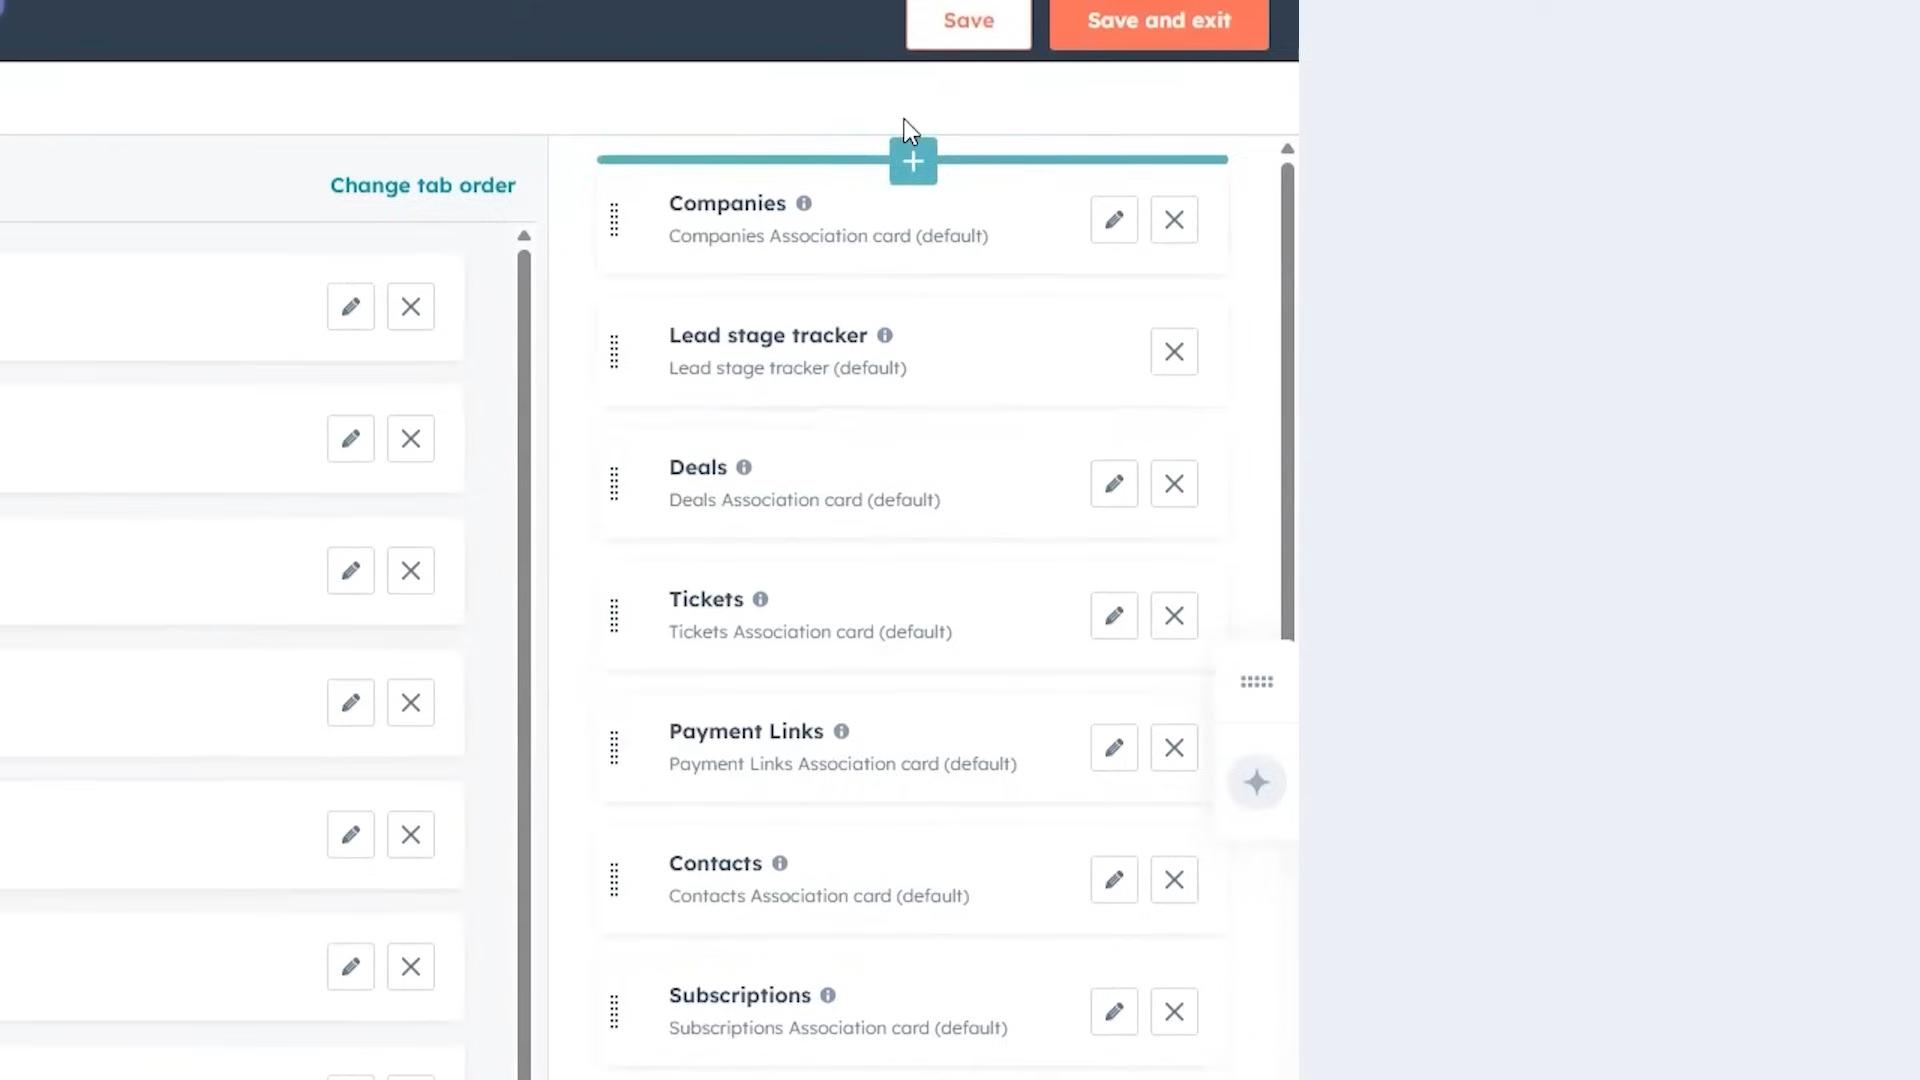 Save
Save and exit
Change tab order
Companies
Companies Association card (default)
Lead stage tracker
Lead stage tracker (default)
Deals
Deals Association card (default)
Tickets
Tickets Association card (default)
Payment Links
Payment Links Association card (default)
Contacts
Contacts Association card (default)
Subscriptions
Subscriptions Association card (default)